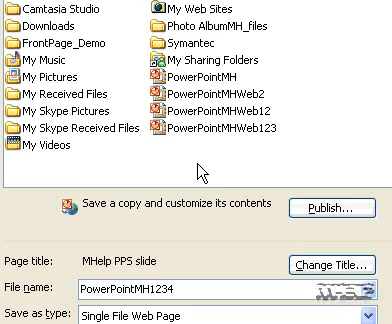 Camtasia Studio
Downloads
FrontPage_Demo
My Music
My Pictures
My Received Files
My Skype Pictures
My Skype Received Files
My Videos
My Web Sites
Photo AlbumMH_files
Symantec
My Sharing Folders
PowerPointMH
PowerPointMHWeb2
PowerPointMHWeb12
PowerPointMHWeb123
Save a copy and customize its contents
Publish...
Page title: MHelp PPS slide
Change Title...
File name: PowerPointMH1234
Save as type: Single File Web Page